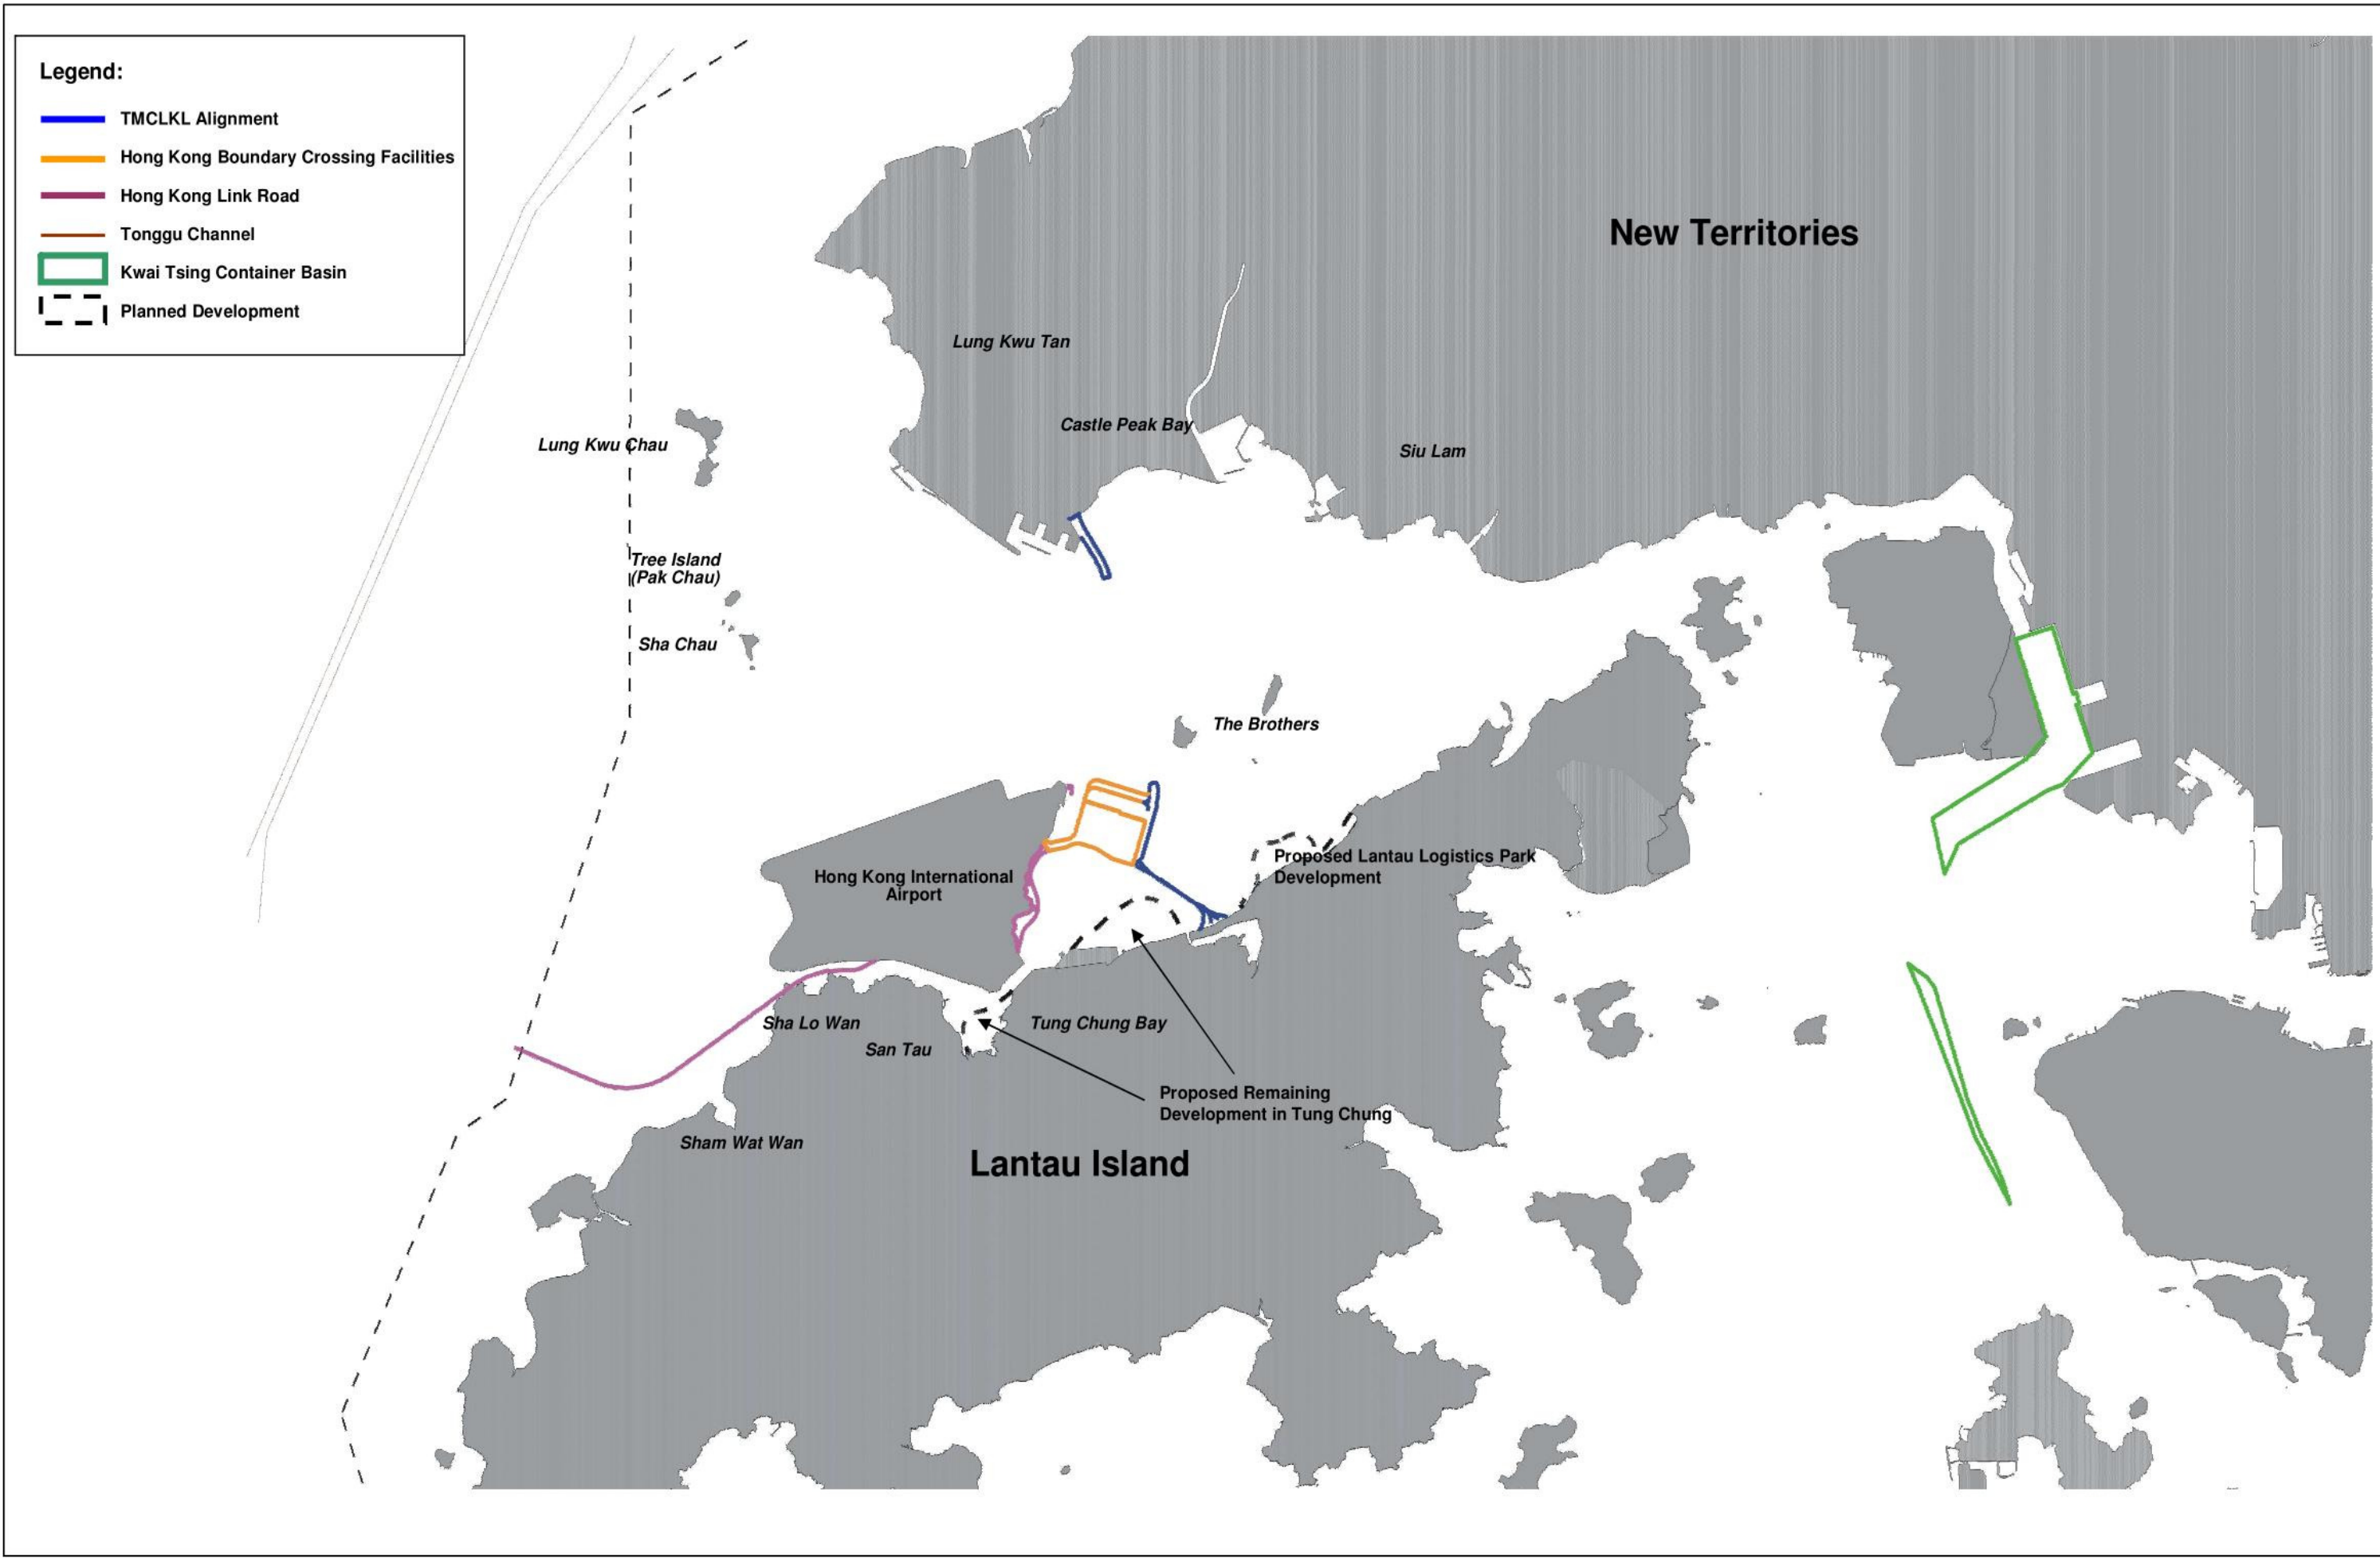 Legend:
TMCLKL Alignment
Hong Kong Boundary Crossing Facilities
Hong Kong Link Road
Tonggu Channel
Kwai Tsing Container Basin
Planned Development
New Territories
Lung Kwu Tan
Castle Peak Bay
Siu Lam
Lung Kwu Chau
Tree Island
(Pak Chau)
Sha Chau
The Brothers
Hong Kong International
Airport
Proposed Lantau Logistics Park
Development
Sha Lo Wan
San Tau
Tung Chung Bay
Proposed Remaining
Development in Tung Chung
Sham Wat Wan
Lantau Island